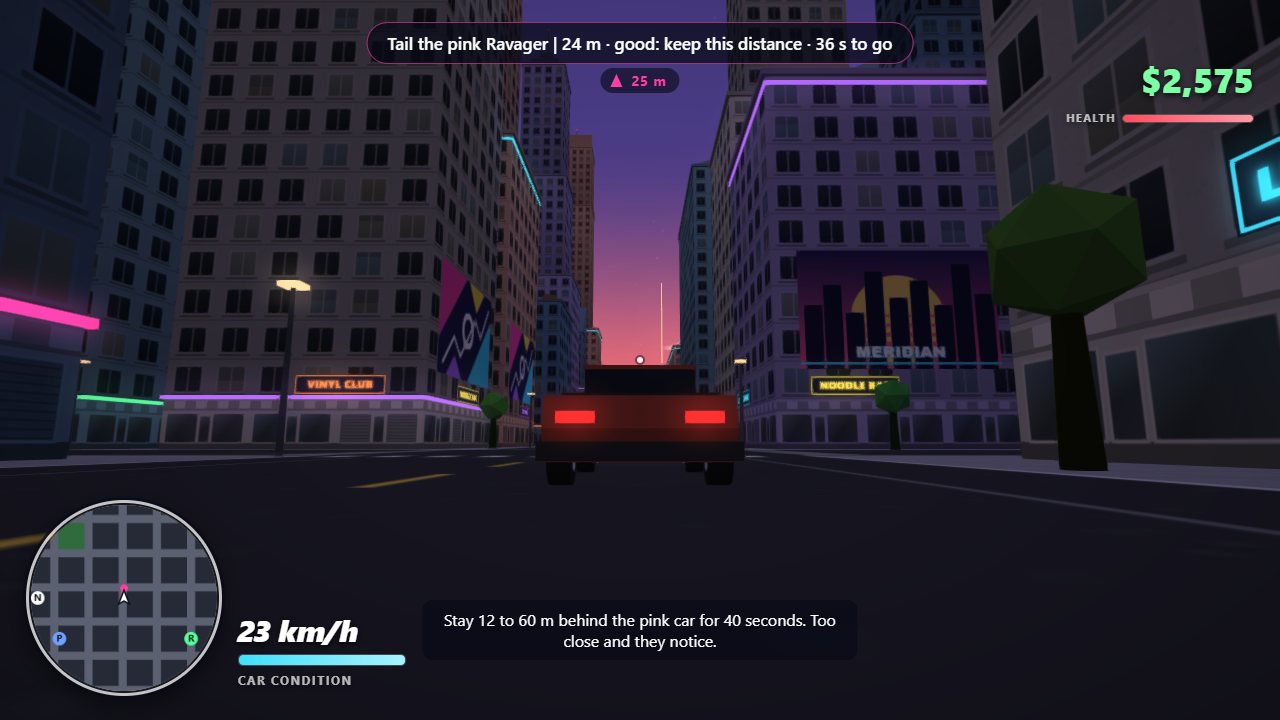 Tail the pink Ravager | 24 m · good: keep this distance · 36 s to go
25 m
$2,575
HEALTH
VINYL CLUB
MERIDIAN
NOODLE
N
P
R
23 km/h
CAR CONDITION
Stay 12 to 60 m behind the pink car for 40 seconds. Too
close and they notice.